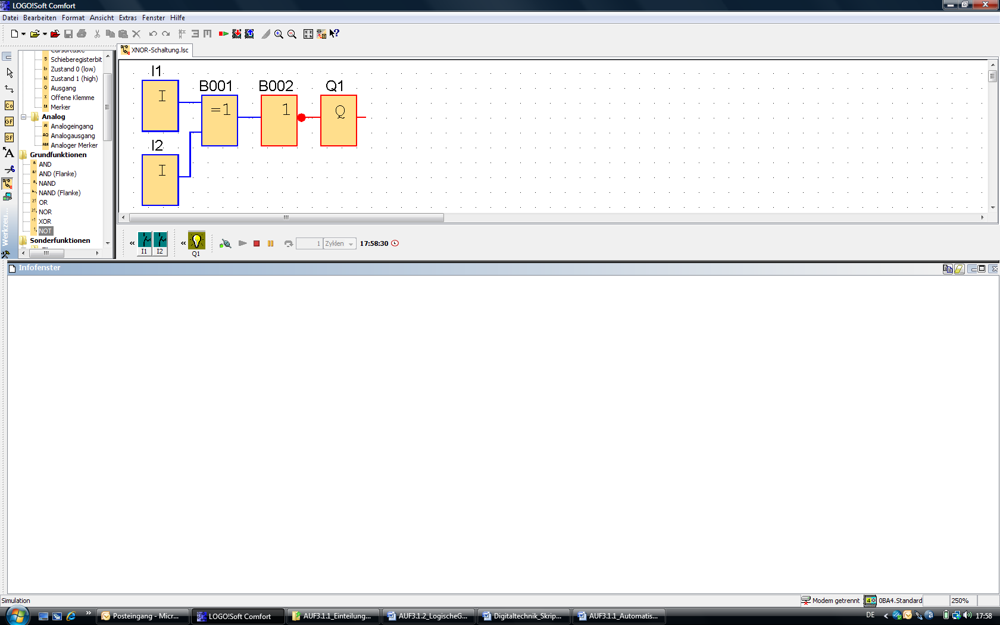 LOGO!Soft Comfort
Datei Bearbeiten Format Ansicht Extras Fenster Hilfe
XNOR-Schaltung.lsc
Cursortaste
Schieberegisterbit
Zustand 0 (low)
Zustand 1 (high)
Ausgang
Offene Klemme
Merker
Analog
Analogeingang
Analogausgang
Analoger Merker
Grundfunktionen
AND
AND (Flanke)
NAND
NAND (Flanke)
OR
NOR
XOR
NOT
Sonderfunktionen
Co
GF
SF
A
Werkzeu...
I1
I
B001
=1
B002
1
Q1
Q
I2
I
I1 I2
Q1
1 Zyklen 17:58:30
Infofenster
Simulation
Modem getrennt
0BA4.Standard
250%
Posteingang - Micr...
LOGO!Soft Comfort
AUF3.1.1_Einteilung...
AUF3.1.2_LogischeG...
Digitaltechnik_Skrip...
AUF3.1.1_Automatis...
DE
17:58